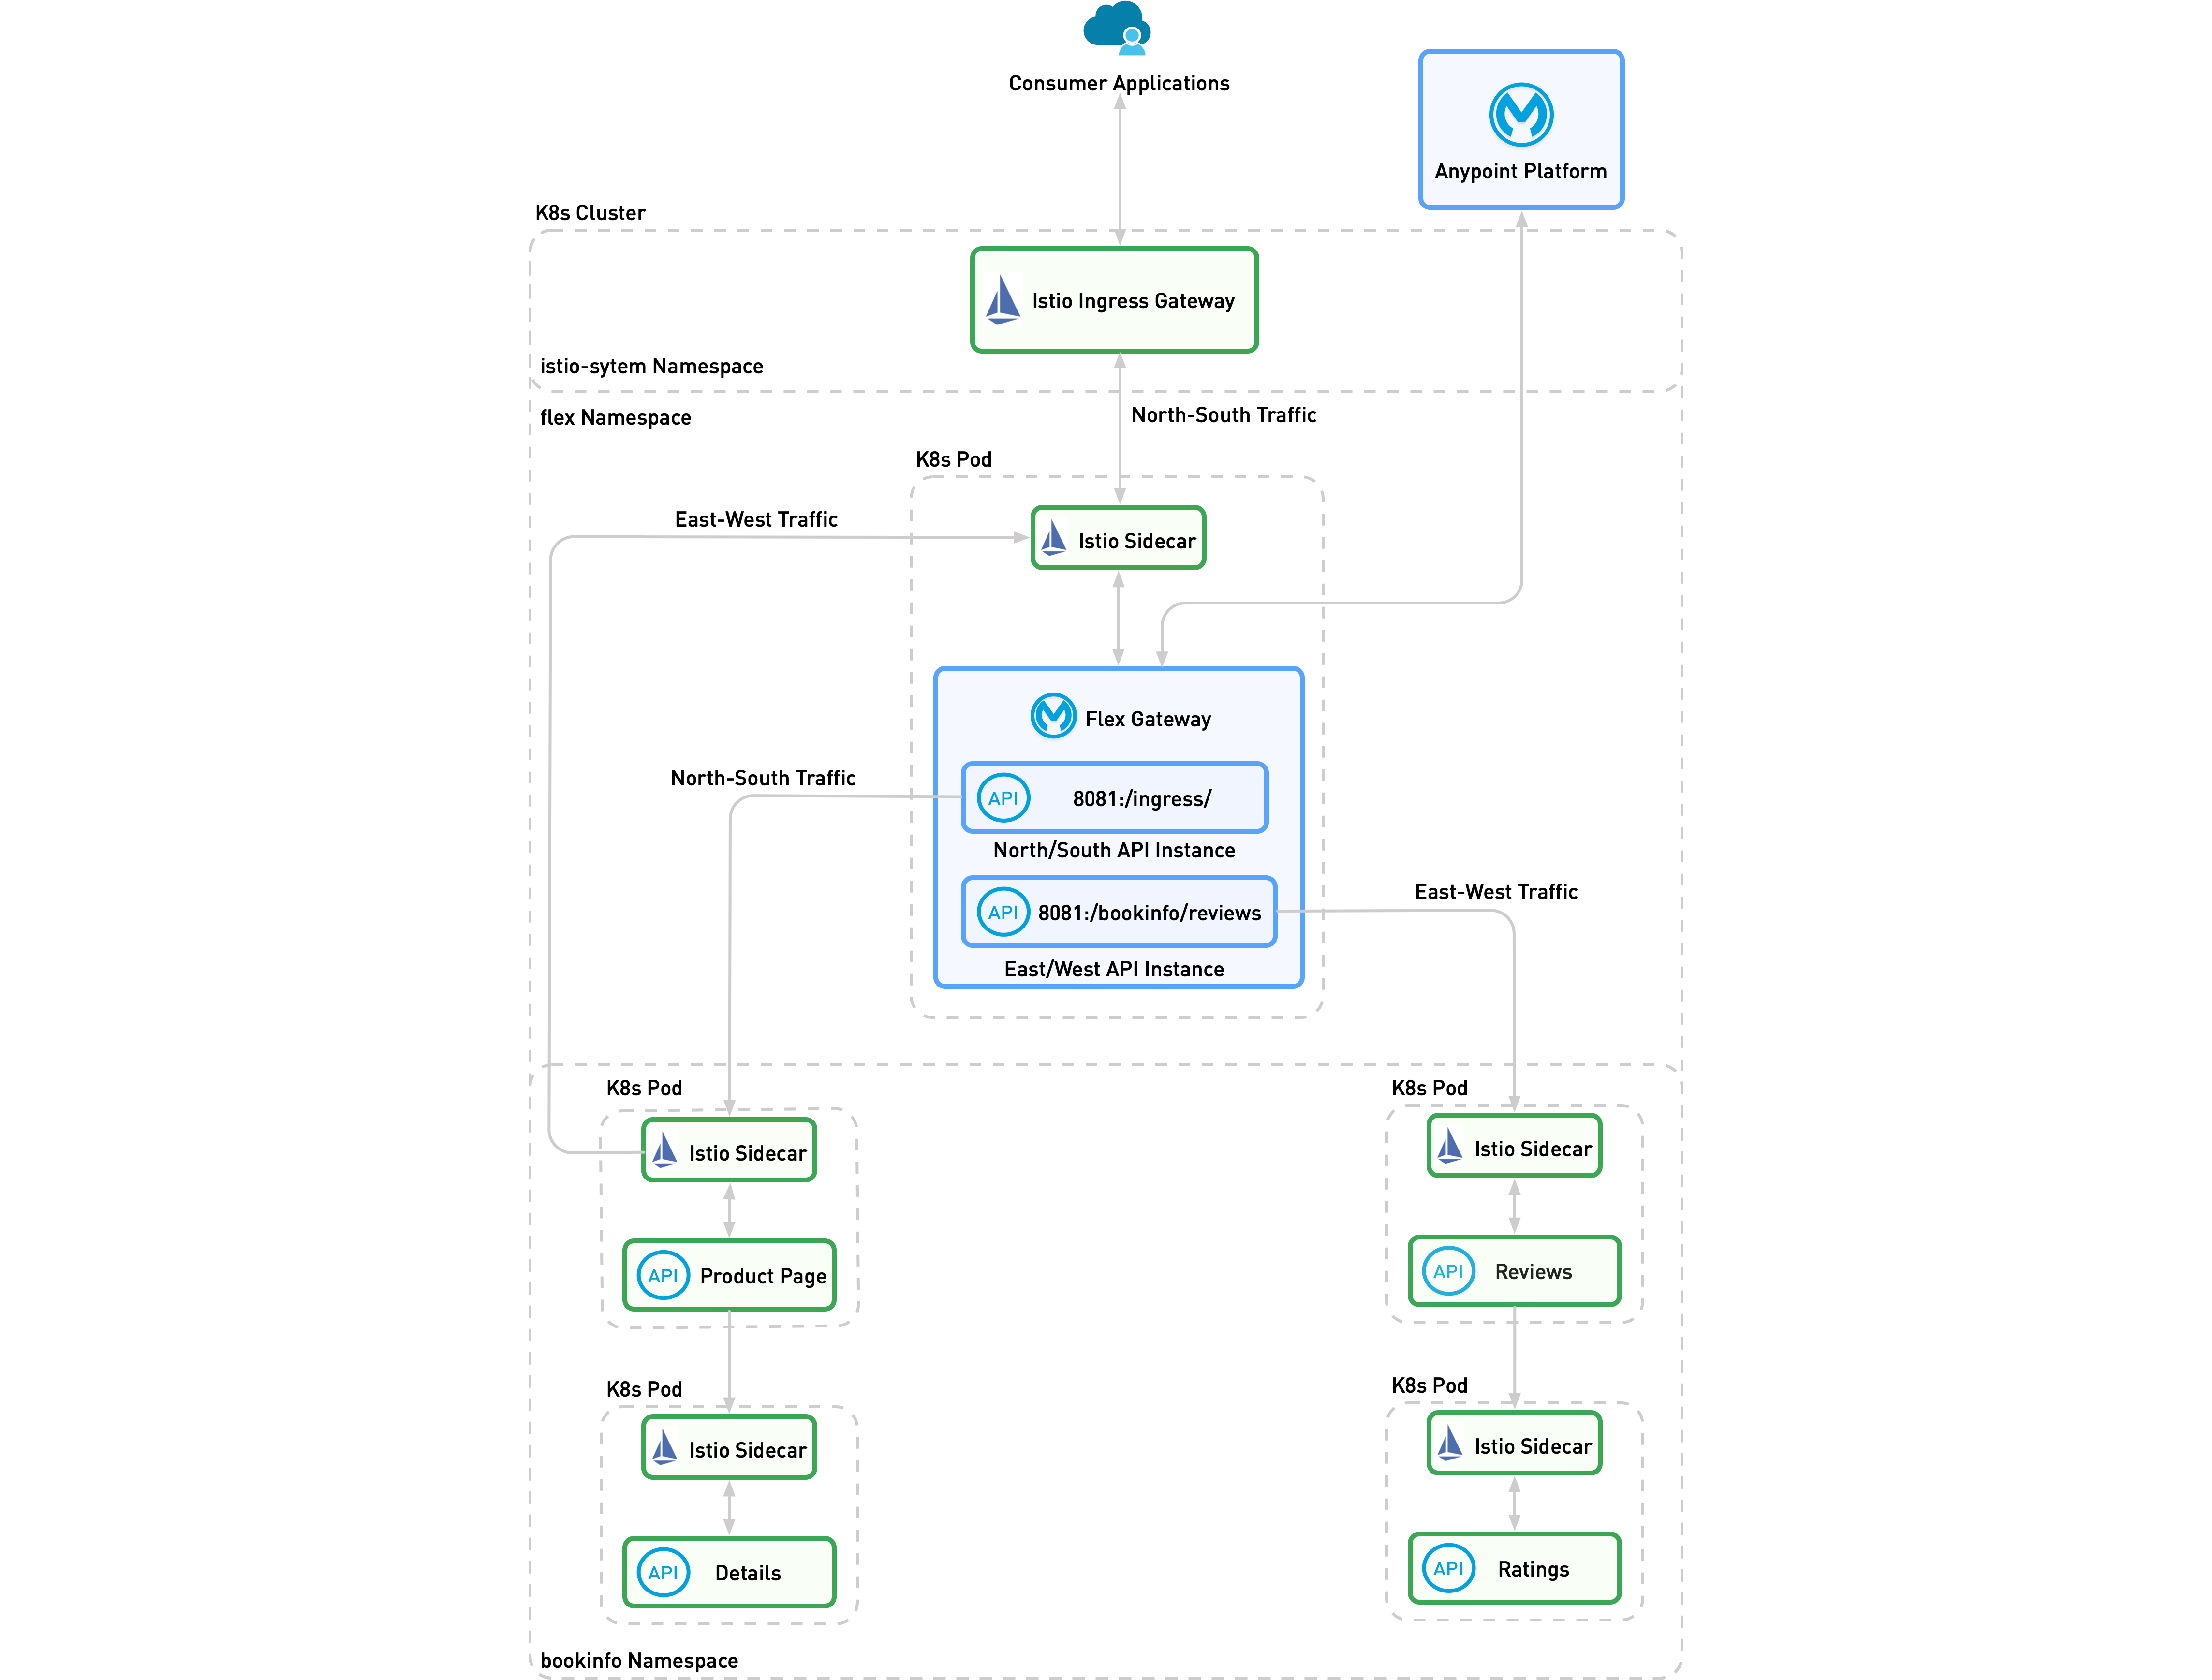 Consumer Applications
Anypoint Platform
K8s Cluster
Istio Ingress Gateway
istio-sytem Namespace
flex Namespace
North-South Traffic
K8s Pod
East-West Traffic
Istio Sidecar
Flex Gateway
North-South Traffic
API 8081:/ingress/
North/South API Instance
East-West Traffic
API 8081:/bookinfo/reviews
East/West API Instance
K8s Pod
Istio Sidecar
API Product Page
K8s Pod
Istio Sidecar
API Reviews
K8s Pod
Istio Sidecar
API Details
K8s Pod
Istio Sidecar
API Ratings
bookinfo Namespace